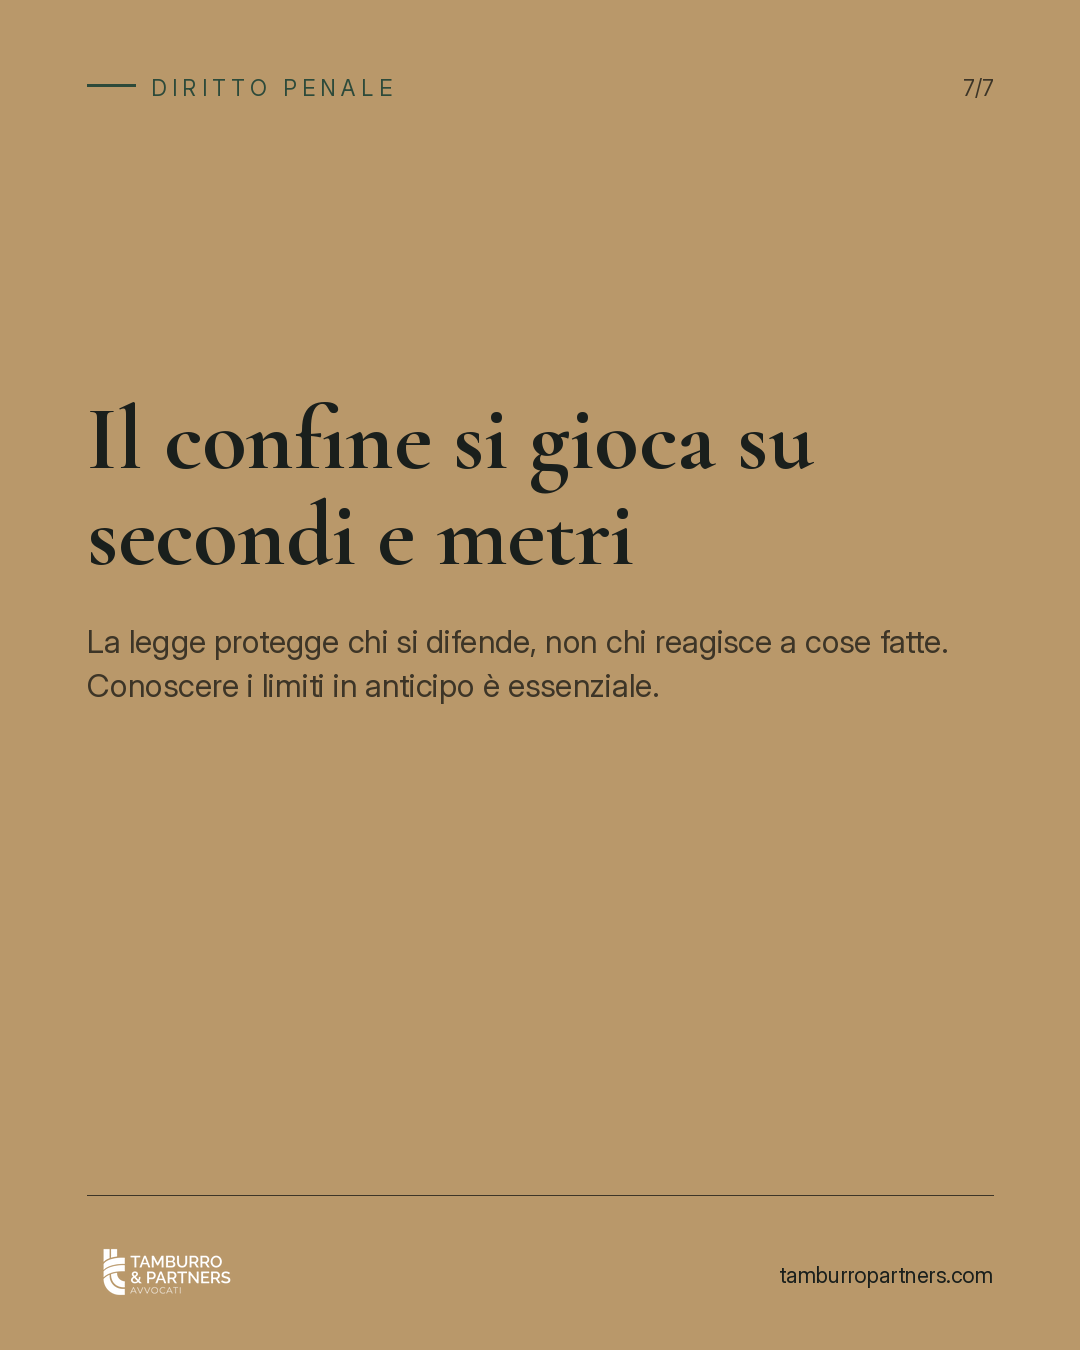 DIRITTO PENALE
7/7
Il confine si gioca su
secondi e metri
La legge protegge chi si difende, non chi reagisce a cose fatte.
Conoscere i limiti in anticipo è essenziale.
TAMBURRO
& PARTNERS
AVVOCATI
tamburropartners.com